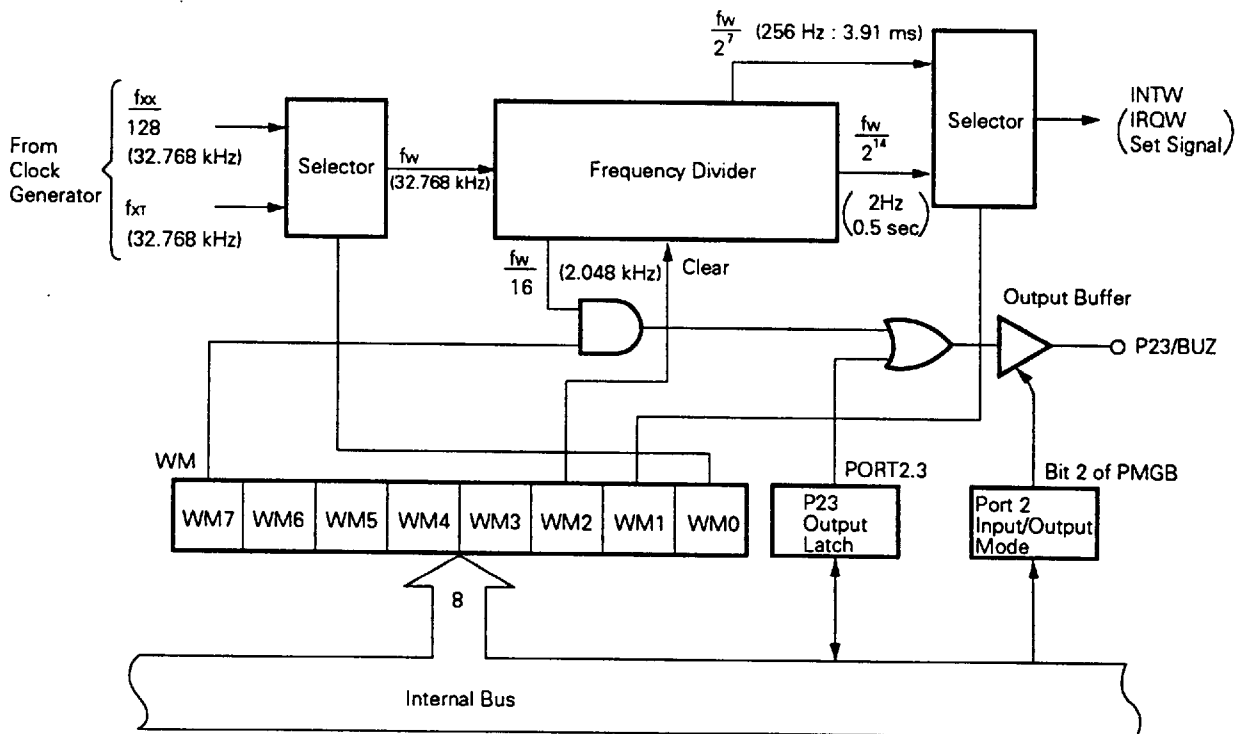 fw
2^7 (256 Hz : 3.91 ms)
fxx
128
(32.768 kHz)
From
Clock
Generator
fXT
(32.768 kHz)
Selector
fw
(32.768 kHz)
Frequency Divider
fw
2^14
2Hz
0.5 sec
Selector
INTW
IRQW
Set Signal
fw
16
(2.048 kHz)
Clear
Output Buffer
P23/BUZ
WM
WM7 WM6 WM5 WM4 WM3 WM2 WM1 WM0
8
PORT2.3
P23
Output
Latch
Bit 2 of PMGB
Port 2
Input/Output
Mode
Internal Bus